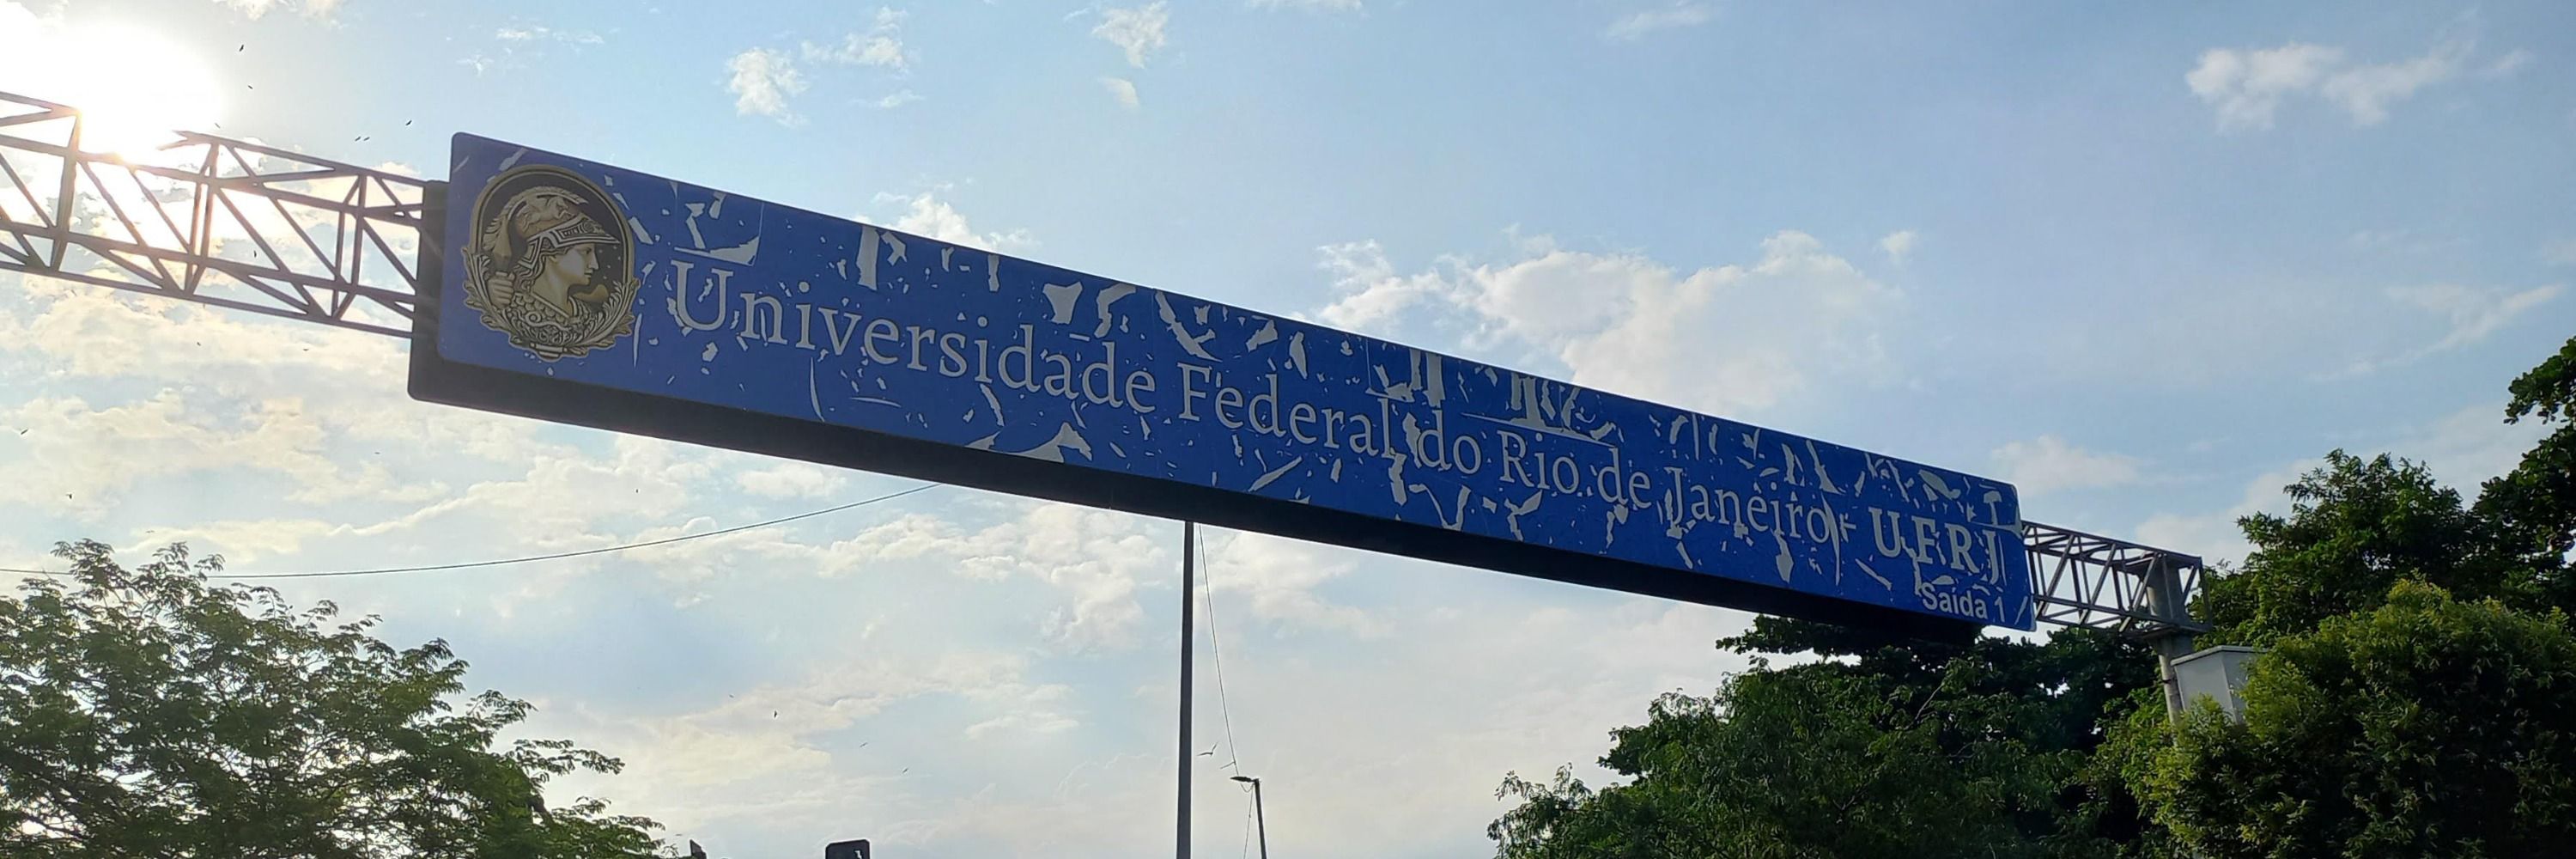 Universidade Federal do Rio de Janeiro - UFRJ
Saída 1